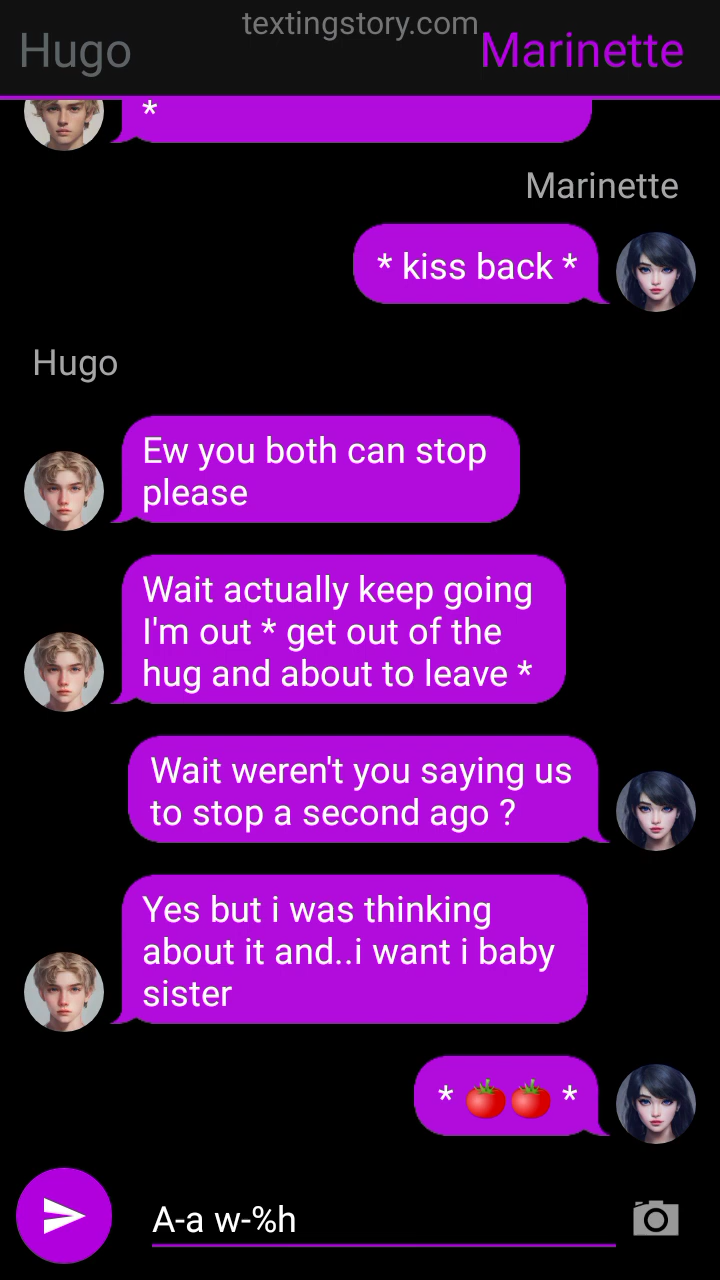 textingstory.com
Hugo
Marinette
*
Marinette
* kiss back *
Hugo
Ew you both can stop
please
Wait actually keep going
I'm out * get out of the
hug and about to leave *
Wait weren't you saying us
to stop a second ago ?
Yes but i was thinking
about it and..i want i baby
sister
* 🍅🍅 *
A-a w-%h